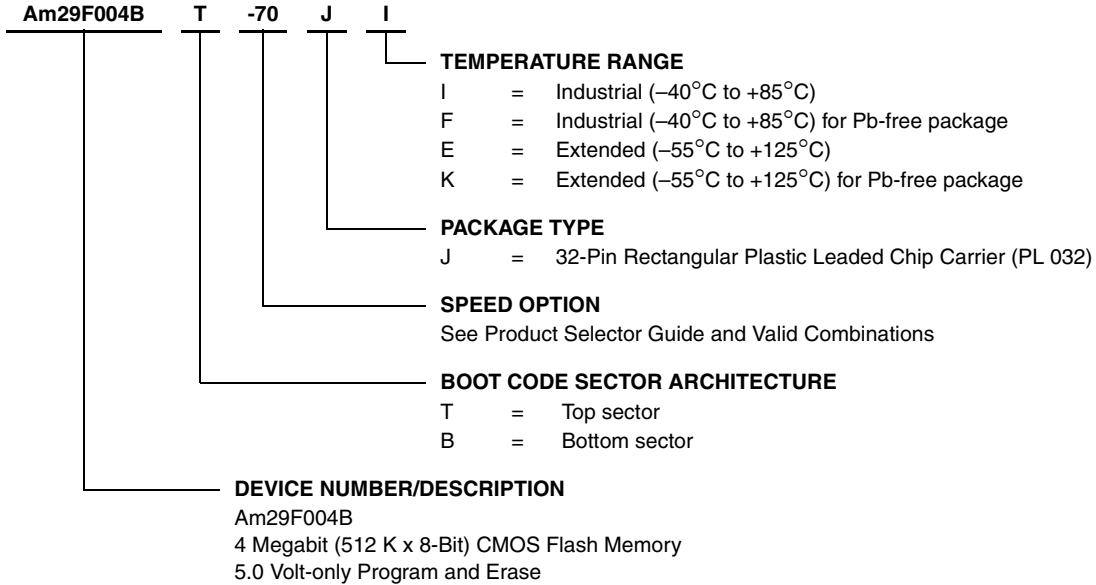 Am29F004B T -70 J I
TEMPERATURE RANGE
I = Industrial (–40°C to +85°C)
F = Industrial (–40°C to +85°C) for Pb-free package
E = Extended (–55°C to +125°C)
K = Extended (–55°C to +125°C) for Pb-free package
PACKAGE TYPE
J = 32-Pin Rectangular Plastic Leaded Chip Carrier (PL 032)
SPEED OPTION
See Product Selector Guide and Valid Combinations
BOOT CODE SECTOR ARCHITECTURE
T = Top sector
B = Bottom sector
DEVICE NUMBER/DESCRIPTION
Am29F004B
4 Megabit (512 K x 8-Bit) CMOS Flash Memory
5.0 Volt-only Program and Erase